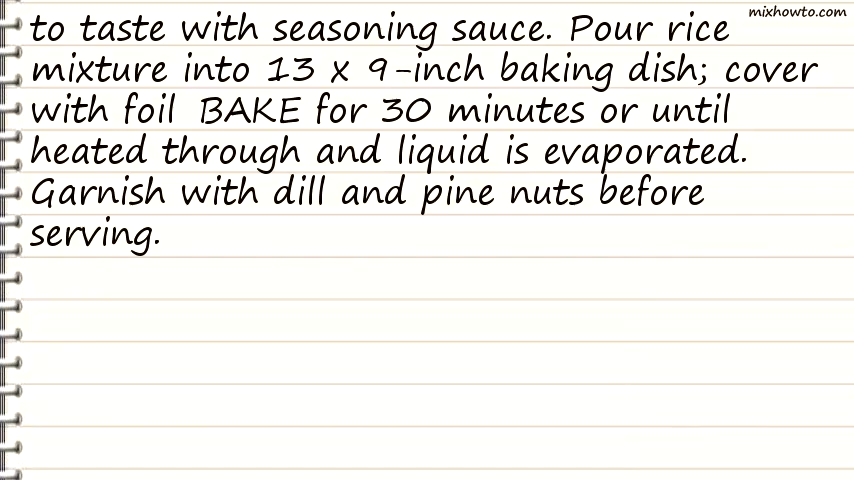 mixhowto.com
to taste with seasoning sauce. Pour rice
mixture into 13 x 9-inch baking dish; cover
with foil  BAKE for 30 minutes or until
heated through and liquid is evaporated.
Garnish with dill and pine nuts before
serving.